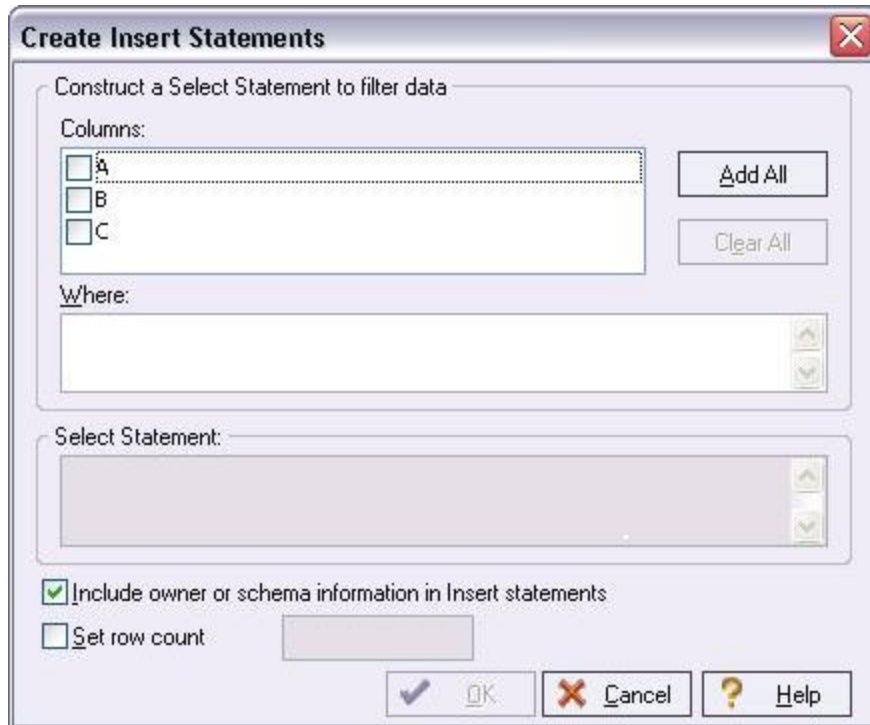 Create Insert Statements
Construct a Select Statement to filter data
Columns:
A
B
C
Add All
Clear All
Where:
Select Statement:
Include owner or schema information in Insert statements
Set row count
OK
Cancel
? Help